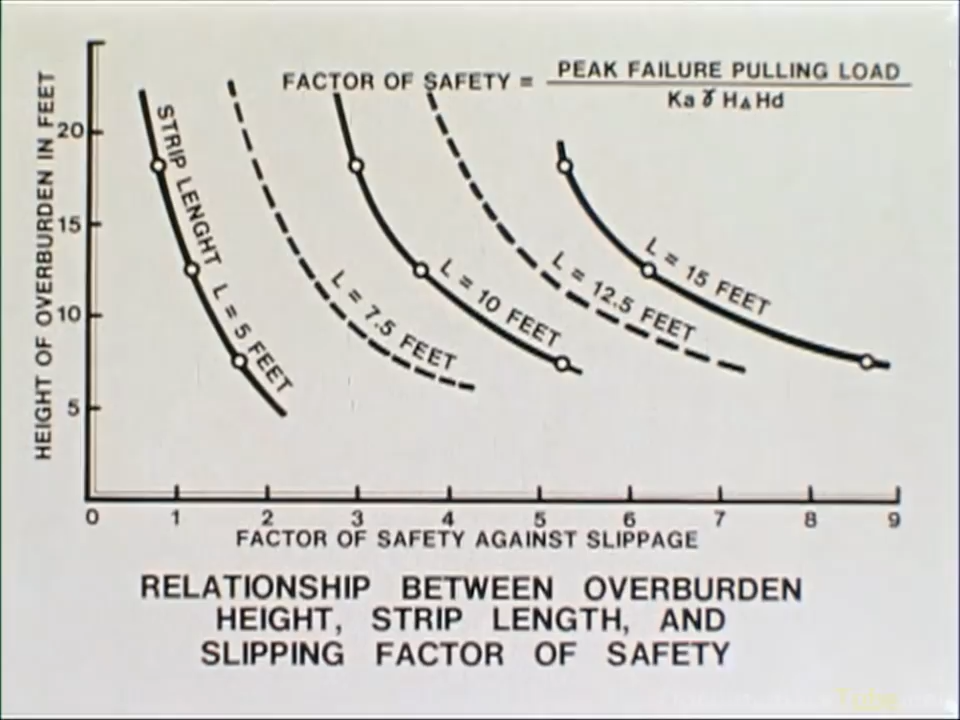 FACTOR OF SAFETY = PEAK FAILURE PULLING LOAD
Ka ɣ H∆Hd
HEIGHT OF OVERBURDEN IN FEET
20
15
10
5
STRIP LENGHT L = 5 FEET
L = 7.5 FEET
L = 10 FEET
L = 12.5 FEET
L = 15 FEET
0 1 2 3 4 5 6 7 8 9
FACTOR OF SAFETY AGAINST SLIPPAGE
RELATIONSHIP BETWEEN OVERBURDEN
HEIGHT, STRIP LENGTH, AND
SLIPPING FACTOR OF SAFETY
Tube